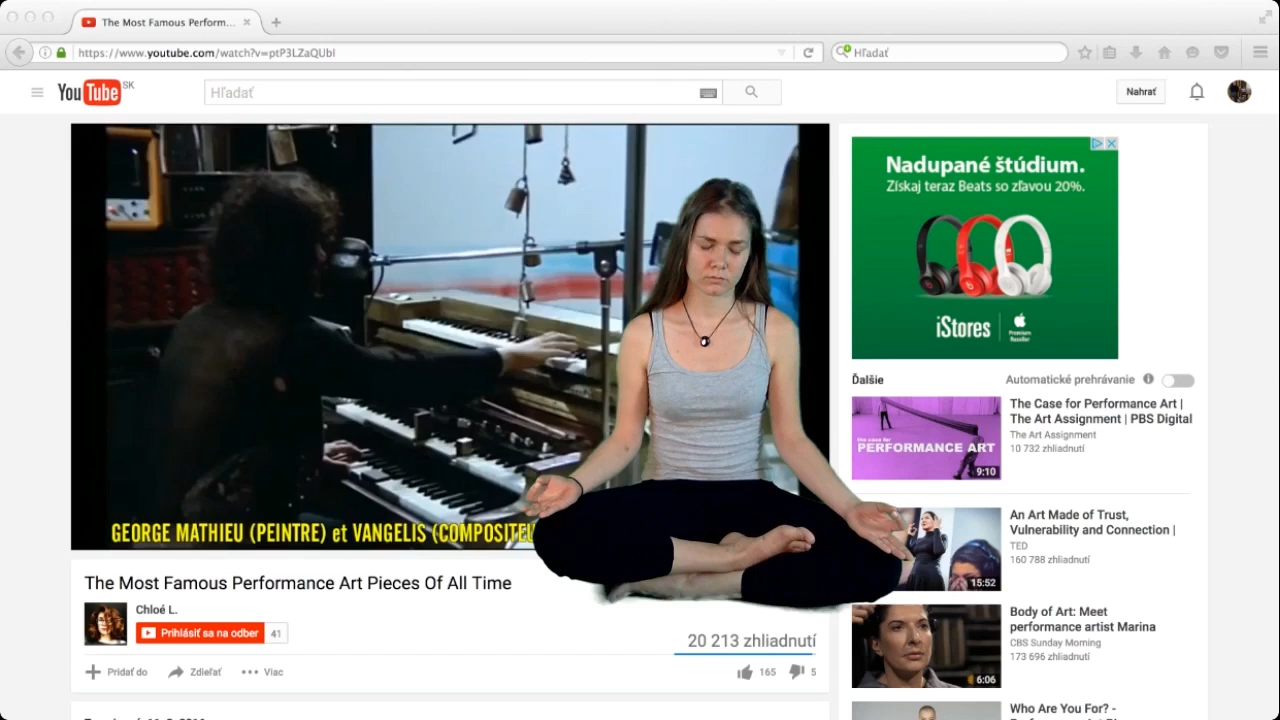 The Most Famous Perform...
https://www.youtube.com/watch?v=ptP3LZaQUbI
Hľadať
YouTube SK
Hľadať
Nahrať
Nadupané štúdium.
Získaj teraz Beats so zľavou 20%.
iStores
Premium
Reseller
GEORGE MATHIEU (PEINTRE) et VANGELIS (COMPOSITEU
Ďalšie
Automatické prehrávanie
the case for
PERFORMANCE ART
9:10
The Case for Performance Art |
The Art Assignment | PBS Digital
The Art Assignment
10 732 zhliadnutí
15:52
An Art Made of Trust,
Vulnerability and Connection |
TED
160 788 zhliadnutí
6:06
Body of Art: Meet
performance artist Marina
CBS Sunday Morning
173 696 zhliadnutí
Who Are You For? -
The Most Famous Performance Art Pieces Of All Time
Chloé L.
Prihlásiť sa na odber
41
20 213 zhliadnutí
Pridať do
Zdieľať
Viac
165
5